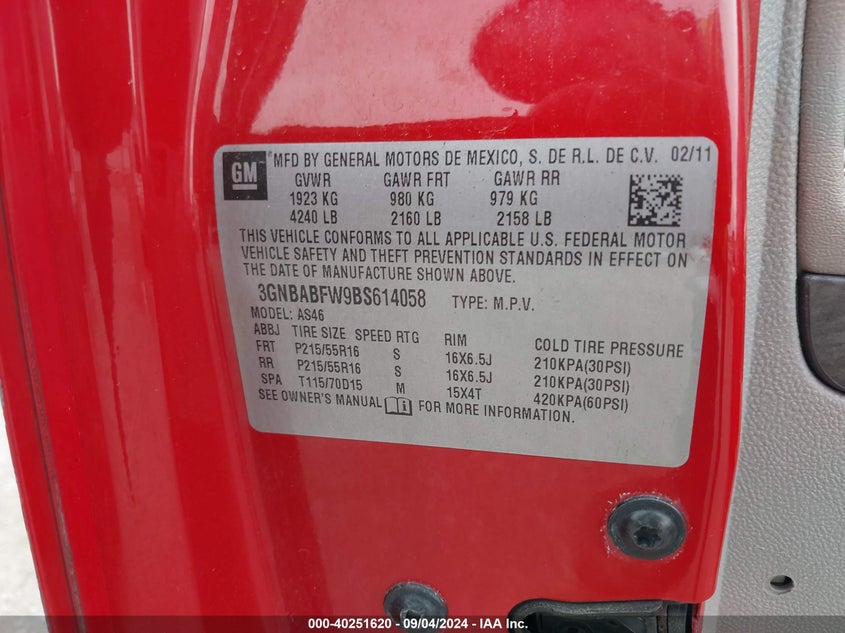 GM
MFD BY GENERAL MOTORS DE MEXICO, S. DE R.L. DE C.V. 02/11
GVWR GAWR FRT GAWR RR
1923 KG 980 KG 979 KG
4240 LB 2160 LB 2158 LB
THIS VEHICLE CONFORMS TO ALL APPLICABLE U.S. FEDERAL MOTOR
VEHICLE SAFETY AND THEFT PREVENTION STANDARDS IN EFFECT ON
THE DATE OF MANUFACTURE SHOWN ABOVE.
3GNBABFW9BS614058 TYPE: M.P.V.
MODEL: AS46
ABBJ TIRE SIZE SPEED RTG RIM COLD TIRE PRESSURE
FRT P215/55R16 S 16X6.5J 210KPA(30PSI)
RR P215/55R16 S 16X6.5J 210KPA(30PSI)
SPA T115/70D15 M 15X4T 420KPA(60PSI)
SEE OWNER'S MANUAL FOR MORE INFORMATION.
000-40251620 - 09/04/2024 - IAA Inc.